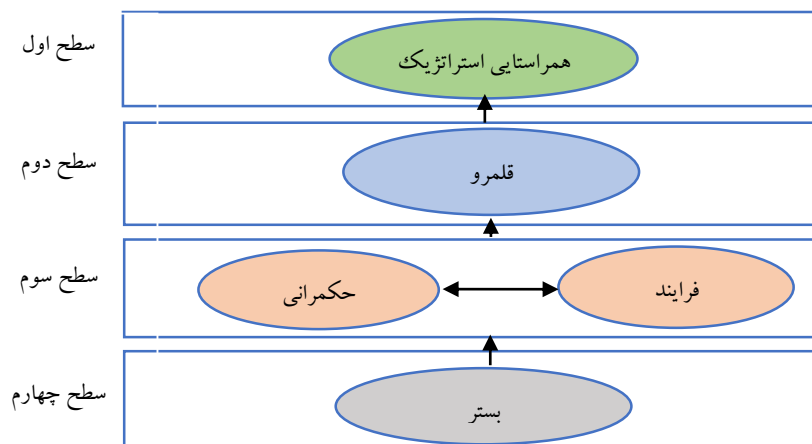 سطح اول
همراستایی استراتژیک
سطح دوم
قلمرو
سطح سوم
فرایند
حکمرانی
سطح چهارم
بستر